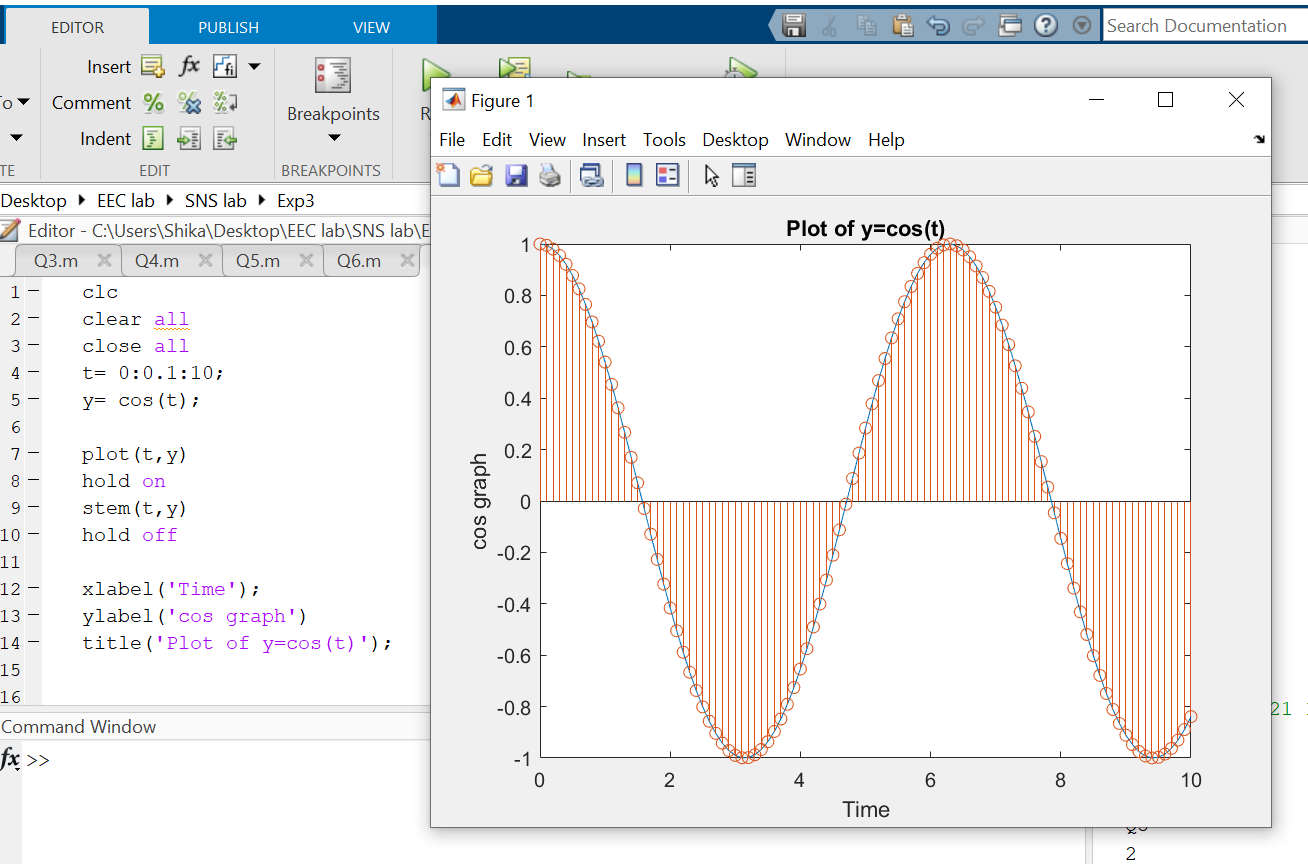 EDITOR PUBLISH VIEW
Search Documentation
Insert fx fi
Comment
Indent
Breakpoints
EDIT
BREAKPOINTS
Desktop EEC lab SNS lab Exp3
Editor - C:\Users\Shika\Desktop\EEC lab\SNS lab\E
Q3.m Q4.m Q5.m Q6.m
1 clc
2 clear all
3 close all
4 t= 0:0.1:10;
5 y= cos(t);
6
7 plot(t,y)
8 hold on
9 stem(t,y)
10 hold off
11
12 xlabel('Time');
13 ylabel('cos graph')
14 title('Plot of y=cos(t)');
15
16
Command Window
fx >>
Figure 1
File Edit View Insert Tools Desktop Window Help
Plot of y=cos(t)
1
0.8
0.6
0.4
0.2
0
-0.2
-0.4
-0.6
-0.8
-1
cos graph
0 2 4 6 8 10
Time
21
2